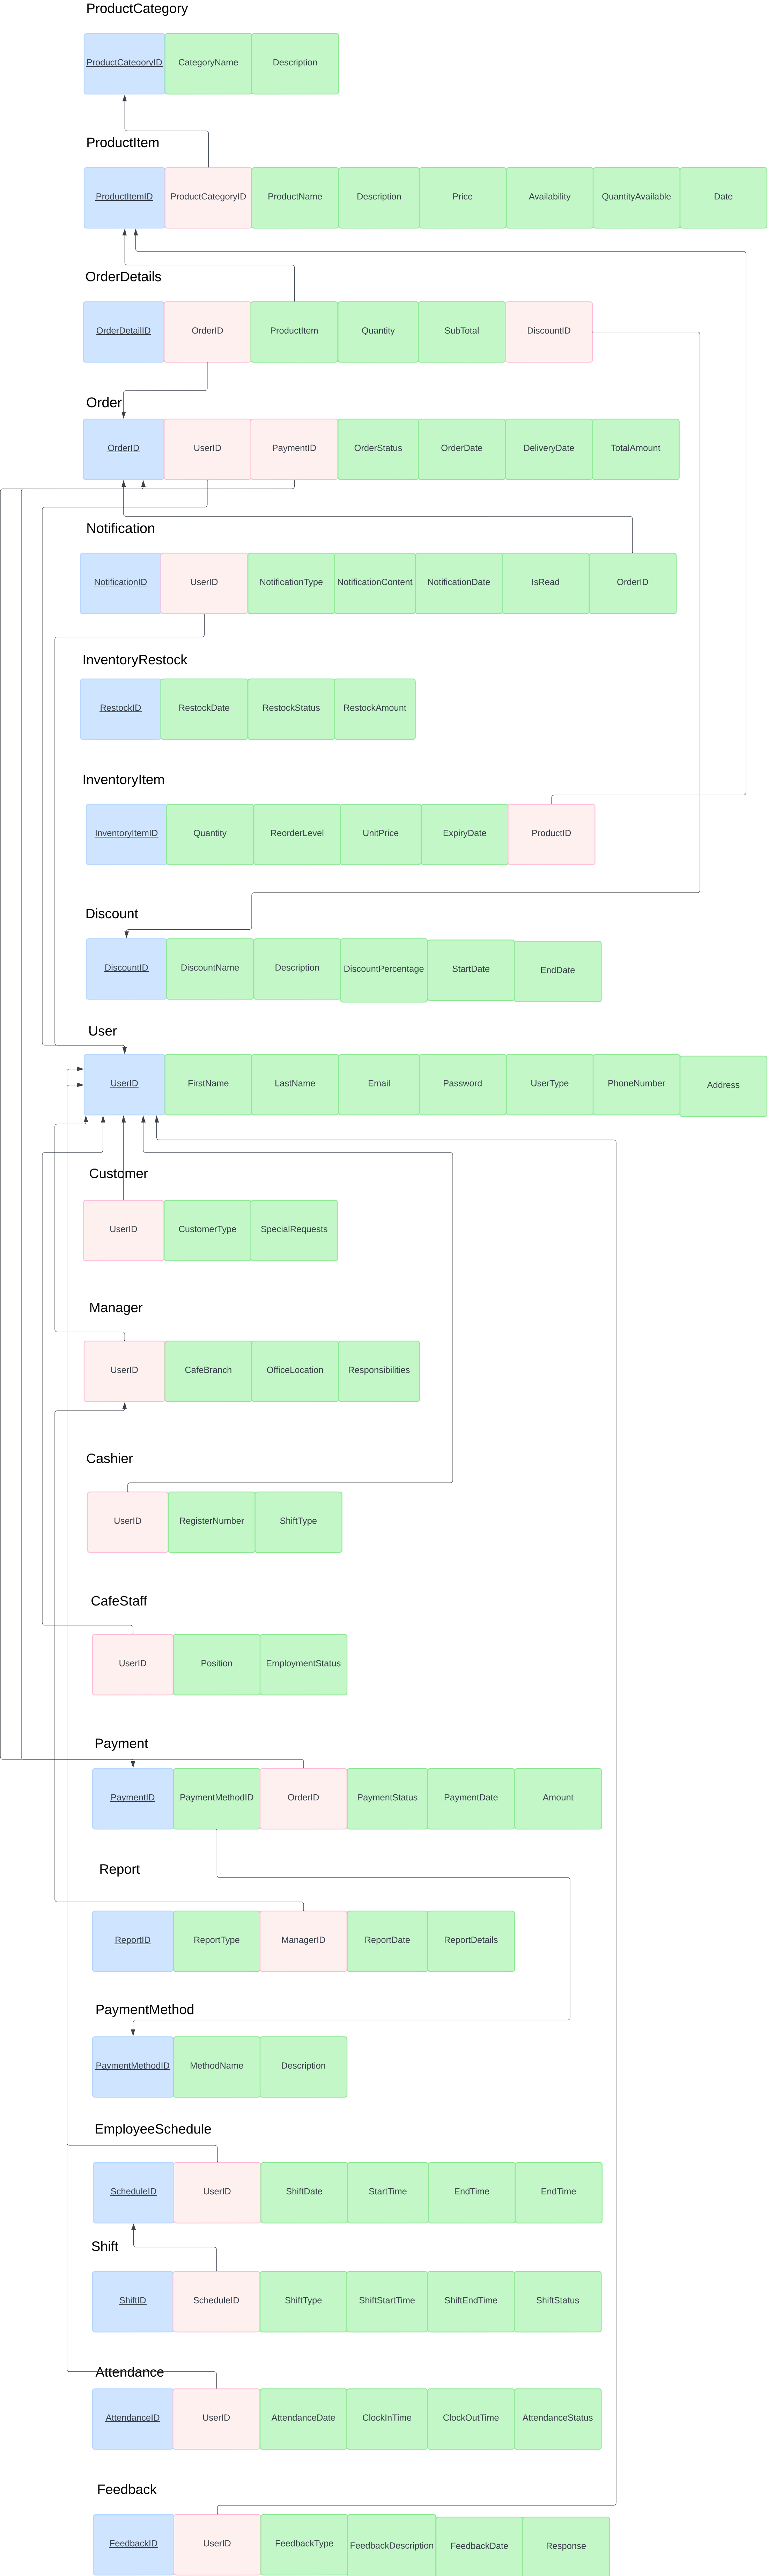 ProductCategory
ProductCategoryID CategoryName Description
ProductItem
ProductItemID ProductCategoryID ProductName Description Price Availability QuantityAvailable Date
OrderDetails
OrderDetailID OrderID ProductItem Quantity SubTotal DiscountID
Order
OrderID UserID PaymentID OrderStatus OrderDate DeliveryDate TotalAmount
Notification
NotificationID UserID NotificationType NotificationContent NotificationDate IsRead OrderID
InventoryRestock
RestockID RestockDate RestockStatus RestockAmount
InventoryItem
InventoryItemID Quantity ReorderLevel UnitPrice ExpiryDate ProductID
Discount
DiscountID DiscountName Description DiscountPercentage StartDate EndDate
User
UserID FirstName LastName Email Password UserType PhoneNumber Address
Customer
UserID CustomerType SpecialRequests
Manager
UserID CafeBranch OfficeLocation Responsibilities
Cashier
UserID RegisterNumber ShiftType
CafeStaff
UserID Position EmploymentStatus
Payment
PaymentID PaymentMethodID OrderID PaymentStatus PaymentDate Amount
Report
ReportID ReportType ManagerID ReportDate ReportDetails
PaymentMethod
PaymentMethodID MethodName Description
EmployeeSchedule
ScheduleID UserID ShiftDate StartTime EndTime EndTime
Shift
ShiftID ScheduleID ShiftType ShiftStartTime ShiftEndTime ShiftStatus
Attendance
AttendanceID UserID AttendanceDate ClockInTime ClockOutTime AttendanceStatus
Feedback
FeedbackID UserID FeedbackType FeedbackDescription FeedbackDate Response